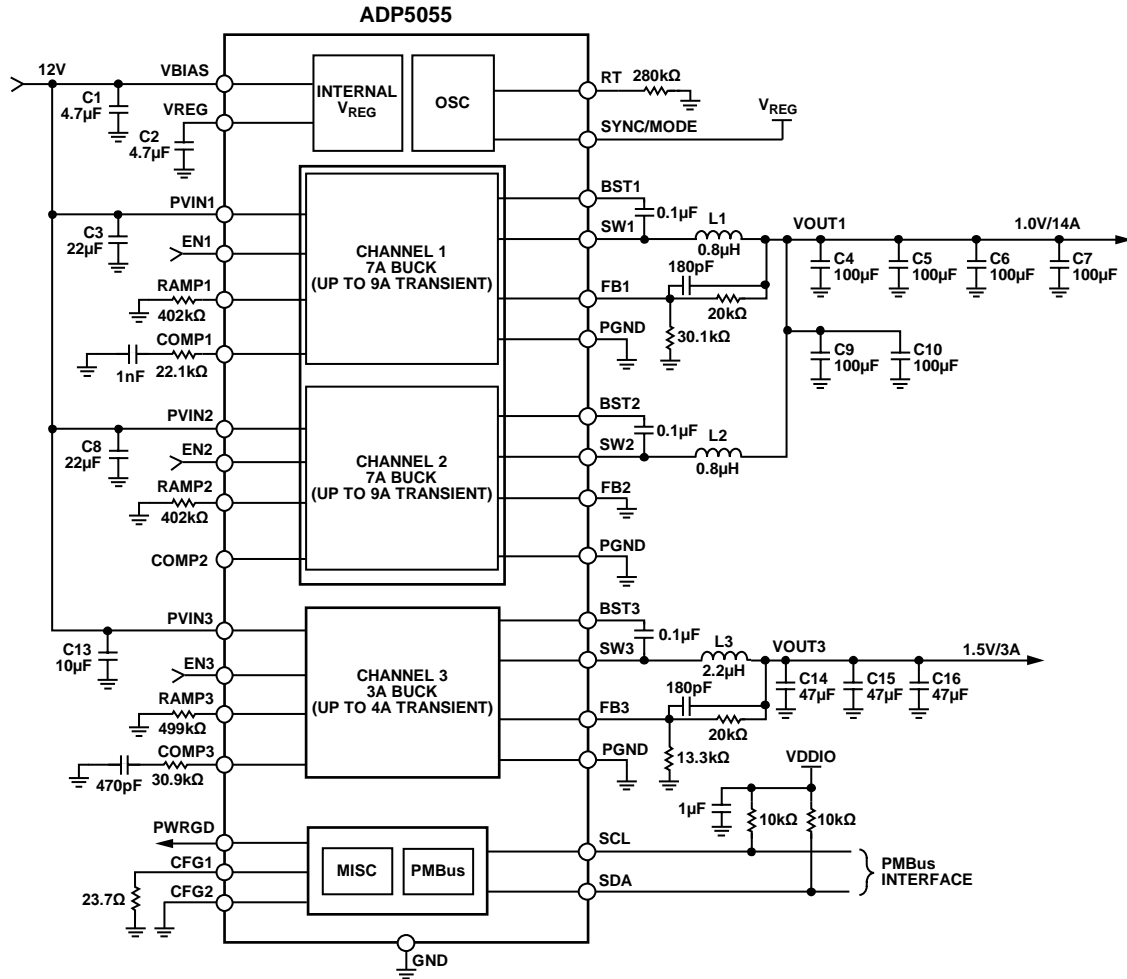 ADP5055
12V
VBIAS
C1
4.7µF
VREG
C2
4.7µF
INTERNAL
VREG
OSC
RT
280kΩ
SYNC/MODE
VREG
PVIN1
C3
22µF
EN1
RAMP1
402kΩ
COMP1
1nF
22.1kΩ
CHANNEL 1
7A BUCK
(UP TO 9A TRANSIENT)
BST1
0.1µF
SW1
L1
0.8µH
VOUT1
1.0V/14A
C4
100µF
C5
100µF
C6
100µF
C7
100µF
180pF
FB1
20kΩ
30.1kΩ
PGND
C9
100µF
C10
100µF
PVIN2
C8
22µF
EN2
RAMP2
402kΩ
COMP2
CHANNEL 2
7A BUCK
(UP TO 9A TRANSIENT)
BST2
0.1µF
SW2
L2
0.8µH
FB2
PGND
PVIN3
C13
10µF
EN3
RAMP3
499kΩ
COMP3
470pF
30.9kΩ
CHANNEL 3
3A BUCK
(UP TO 4A TRANSIENT)
BST3
0.1µF
SW3
L3
2.2µH
VOUT3
1.5V/3A
C14
47µF
C15
47µF
C16
47µF
180pF
FB3
20kΩ
13.3kΩ
PGND
VDDIO
1µF
10kΩ
10kΩ
PWRGD
CFG1
CFG2
23.7Ω
MISC
PMBus
SCL
SDA
PMBus
INTERFACE
GND